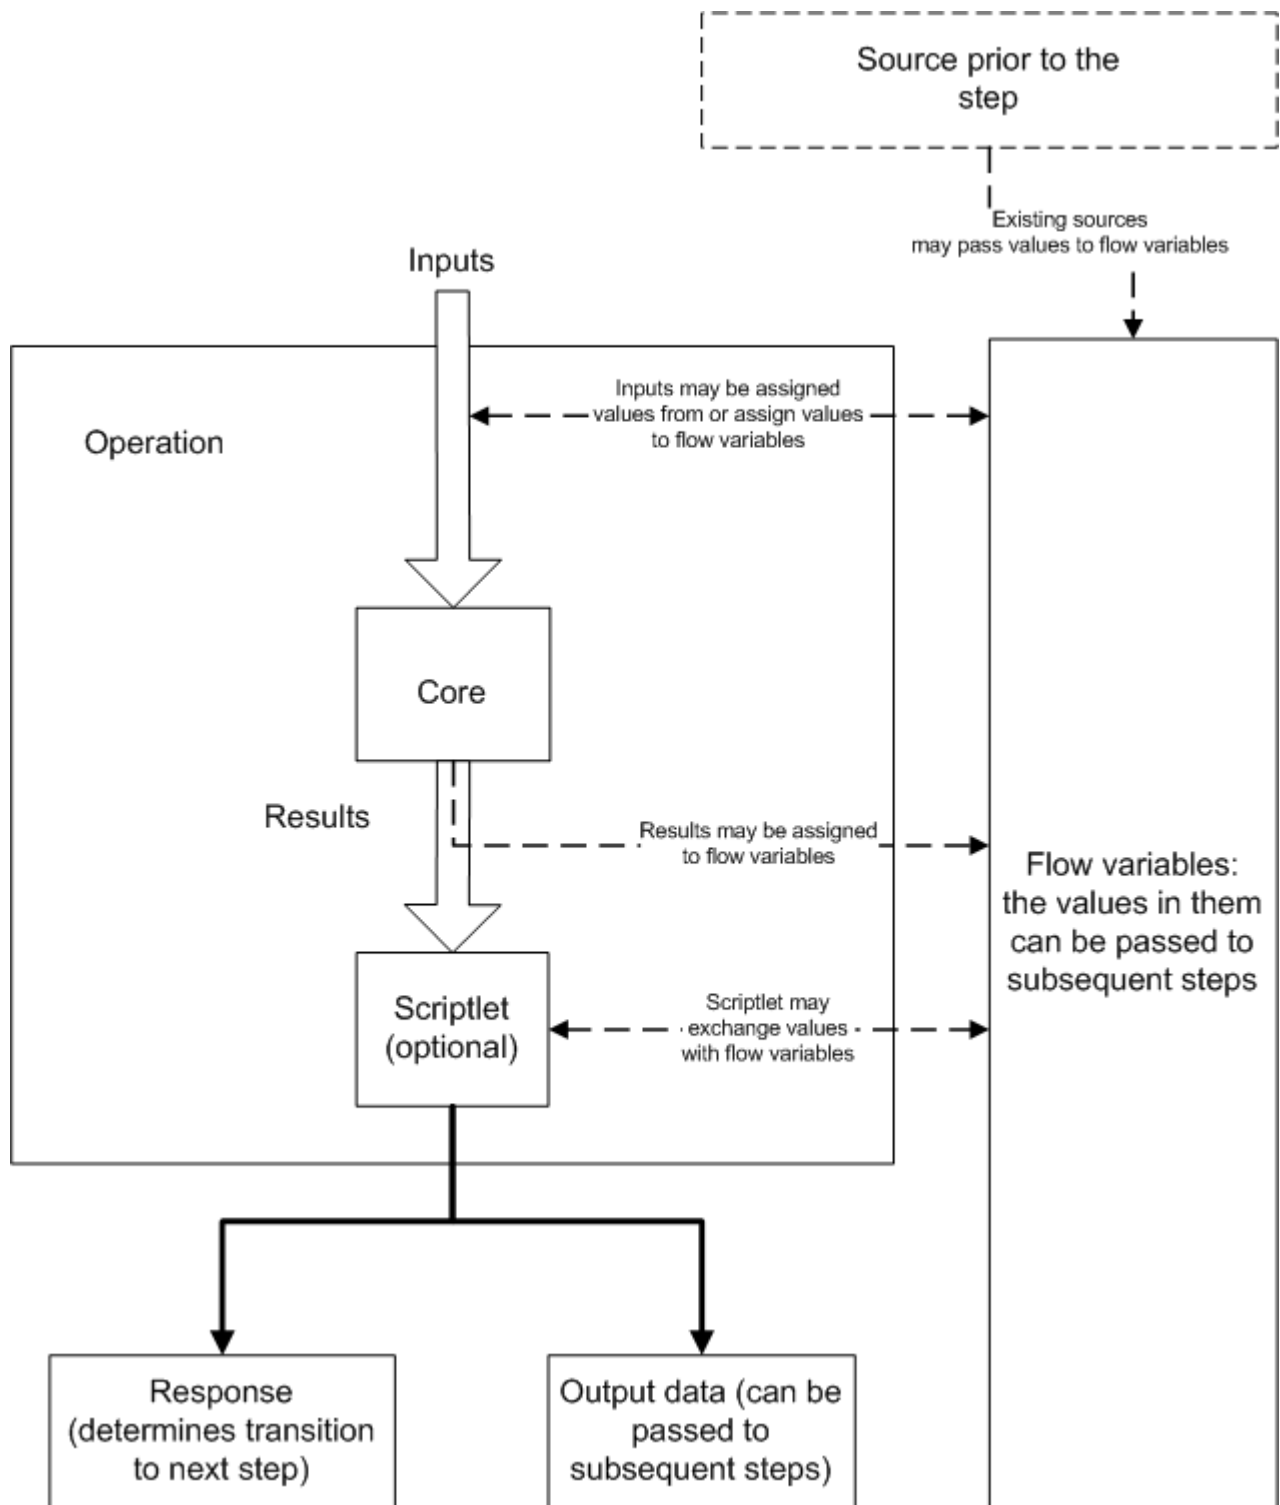 Source prior to the
step
Existing sources
may pass values to flow variables
Inputs
Inputs may be assigned
values from or assign values
to flow variables
Operation
Core
Results
Results may be assigned
to flow variables
Flow variables:
the values in them
can be passed to
subsequent steps
Scriptlet
(optional)
Scriptlet may
exchange values
with flow variables
Response
(determines transition
to next step)
Output data (can be
passed to
subsequent steps)